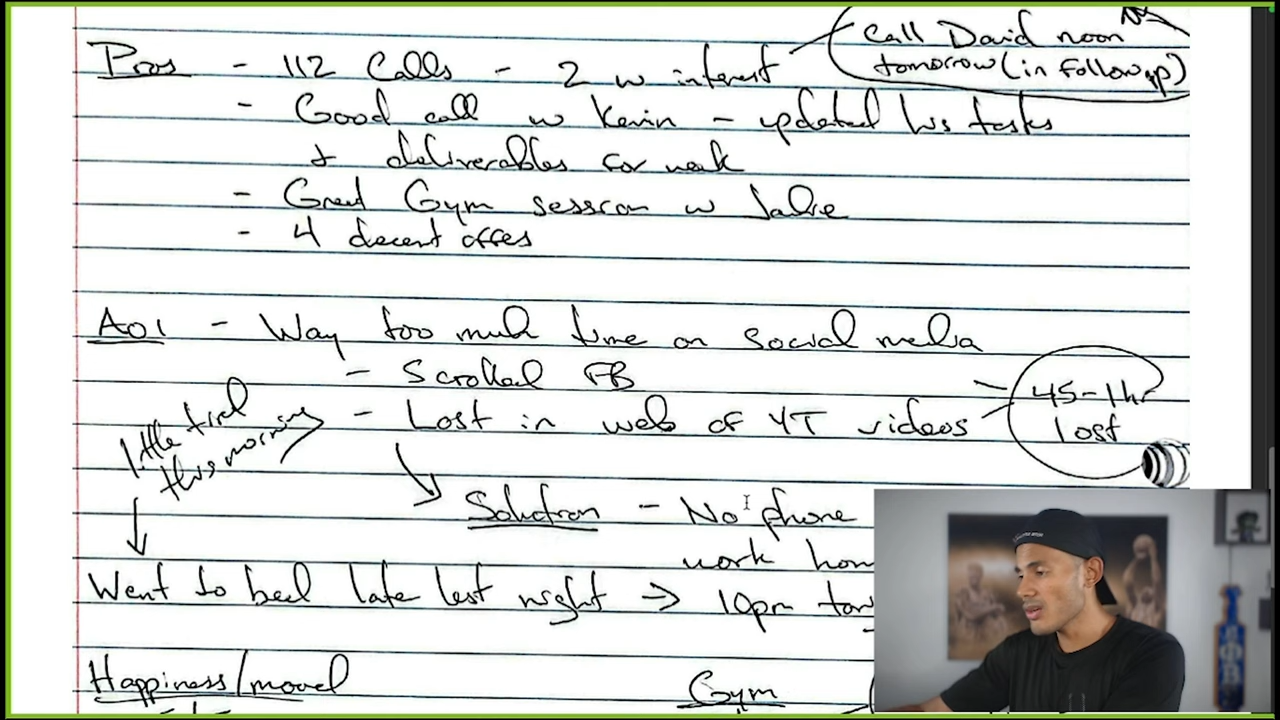 Call David noon
Pros - 112 Calls - 2 w interest
tomorrow (in follow up)
- Good call w Kevin - updated his tasks
+ deliverables for week
- Great Gym session w Jalie
- 4 decent offes
AOI - Way too much time on social media
- Scrolled FB
45-1hr
- Lost in web of YT videos
lost
little tired
this morning
Solution - No phone
work
Went to bed late last night → 10pm
Happiness/mood
Gym